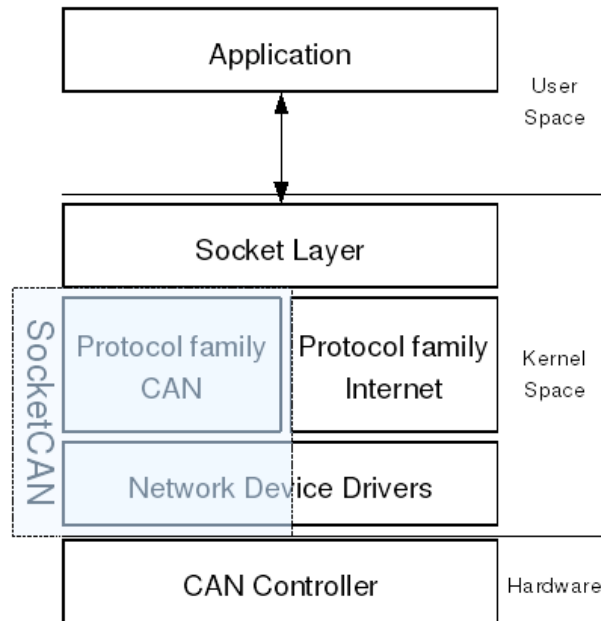 Application
User
Space
Socket Layer
SocketCAN
Protocol family
CAN
Protocol family
Internet
Kernel
Space
Network Device Drivers
CAN Controller
Hardware